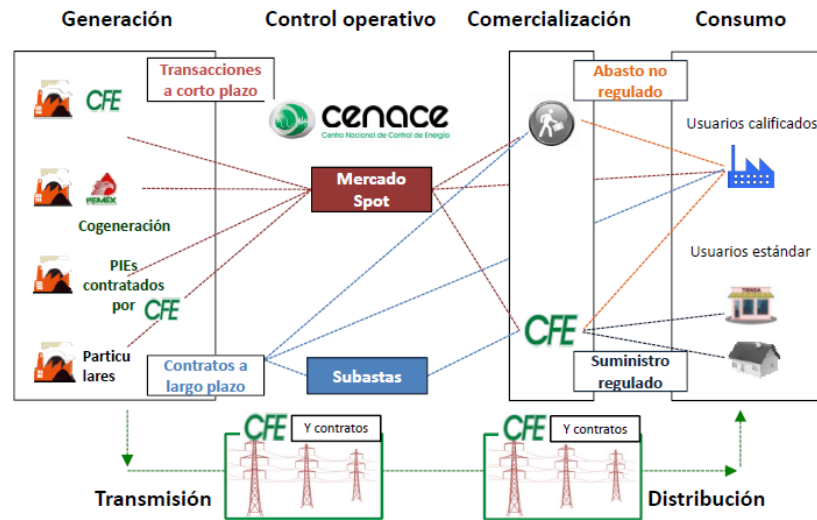 Generación
Control operativo
Comercialización
Consumo
Transacciones
a corto plazo
Abasto no
regulado
CFE
cenace
Centro Nacional de Control de Energía
Usuarios calificados
PEMEX
Mercado
Spot
Cogeneración
PIEs
contratados
por
CFE
Usuarios estándar
TIENDA
CFE
Particu
lares
Contratos a
largo plazo
Subastas
Suministro
regulado
CFE
Y contratos
CFE
Y contratos
Transmisión
Distribución